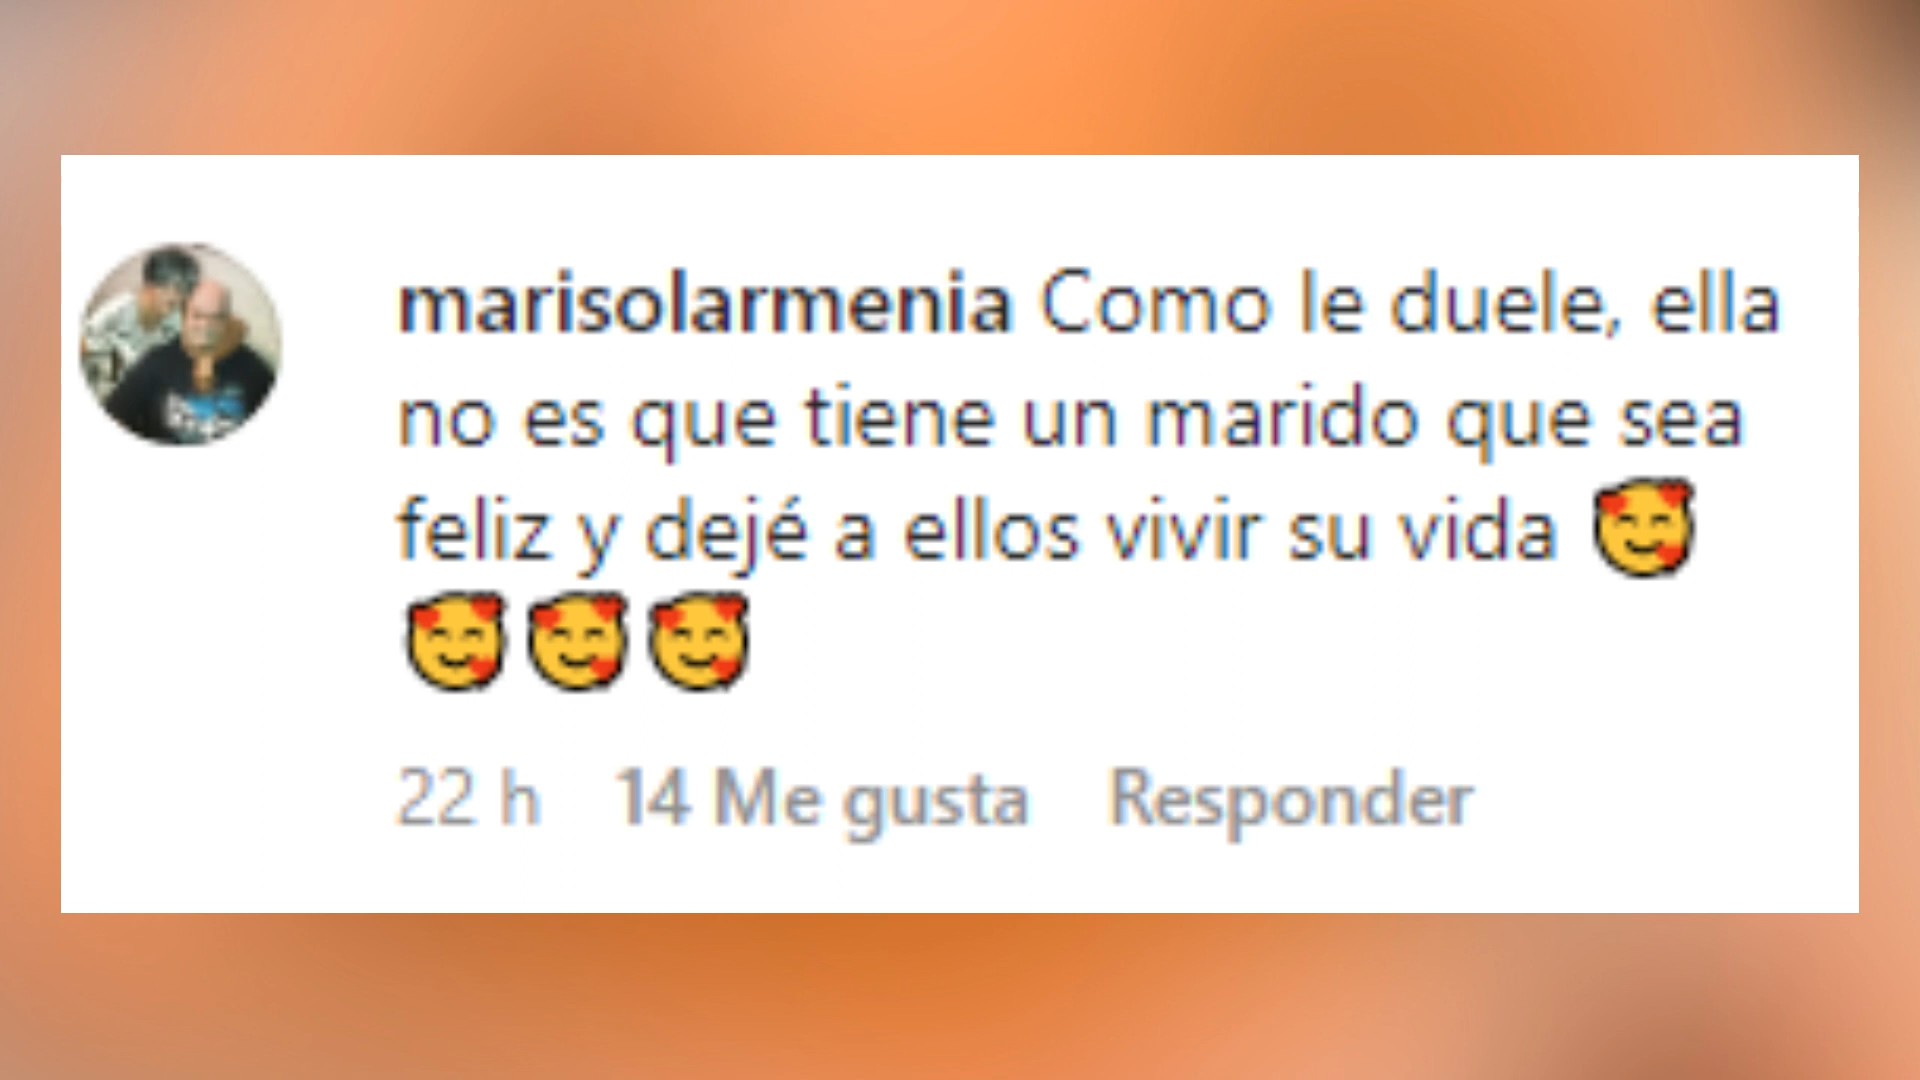 marisolarmenia Como le duele, ella
no es que tiene un marido que sea
feliz y dejé a ellos vivir su vida 🥰
🥰🥰🥰
22 h 14 Me gusta Responder